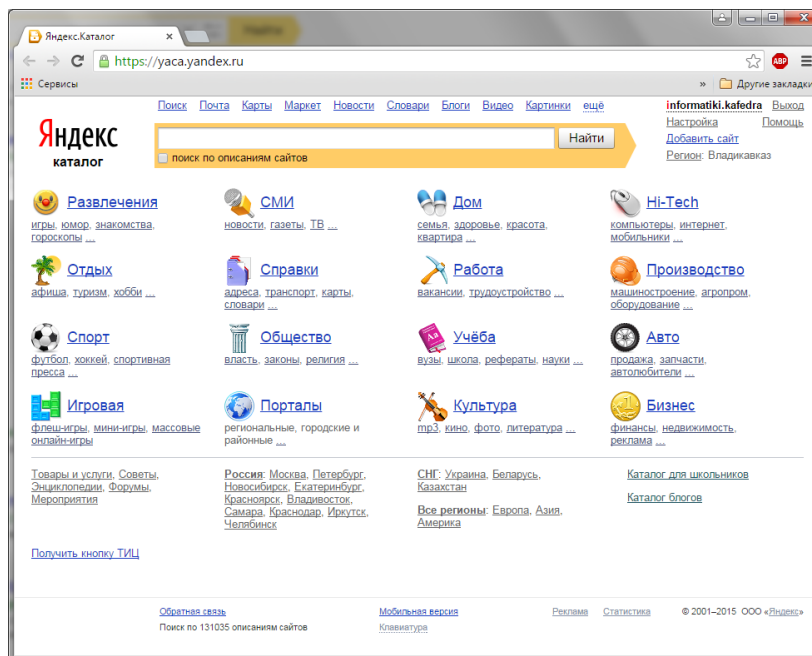 Яндекс.Каталог
https://yaca.yandex.ru
ABP
Сервисы
» Другие закладки
Поиск Почта Карты Маркет Новости Словари Блоги Видео Картинки ещё
informatiki.kafedra Выход
Настройка Помощь
Добавить сайт
Регион: Владикавказ
Яндекс
каталог
Найти
поиск по описаниям сайтов
Развлечения
игры, юмор, знакомства,
гороскопы ...
СМИ
новости, газеты, ТВ ...
Дом
семья, здоровье, красота,
квартира ...
Hi-Tech
компьютеры, интернет,
мобильники ...
Отдых
афиша, туризм, хобби ...
Справки
адреса, транспорт, карты,
словари ...
Работа
вакансии, трудоустройство ...
Производство
машиностроение, агропром,
оборудование ...
Спорт
футбол, хоккей, спортивная
пресса ...
Общество
власть, законы, религия ...
Учёба
вузы, школа, рефераты, науки ...
Авто
продажа, запчасти,
автолюбители ...
Игровая
флеш-игры, мини-игры, массовые
онлайн-игры
Порталы
региональные, городские и
районные ...
Культура
mp3, кино, фото, литература ...
Бизнес
финансы, недвижимость,
реклама ...
Товары и услуги, Советы,
Энциклопедии, Форумы,
Мероприятия
Россия: Москва, Петербург,
Новосибирск, Екатеринбург,
Красноярск, Владивосток,
Самара, Краснодар, Иркутск,
Челябинск
СНГ: Украина, Беларусь,
Казахстан
Все регионы: Европа, Азия,
Америка
Каталог для школьников
Каталог блогов
Получить кнопку ТИЦ
Обратная связь
Поиск по 131035 описаниям сайтов
Мобильная версия
Клавиатура
Реклама Статистика © 2001–2015 ООО «Яндекс»